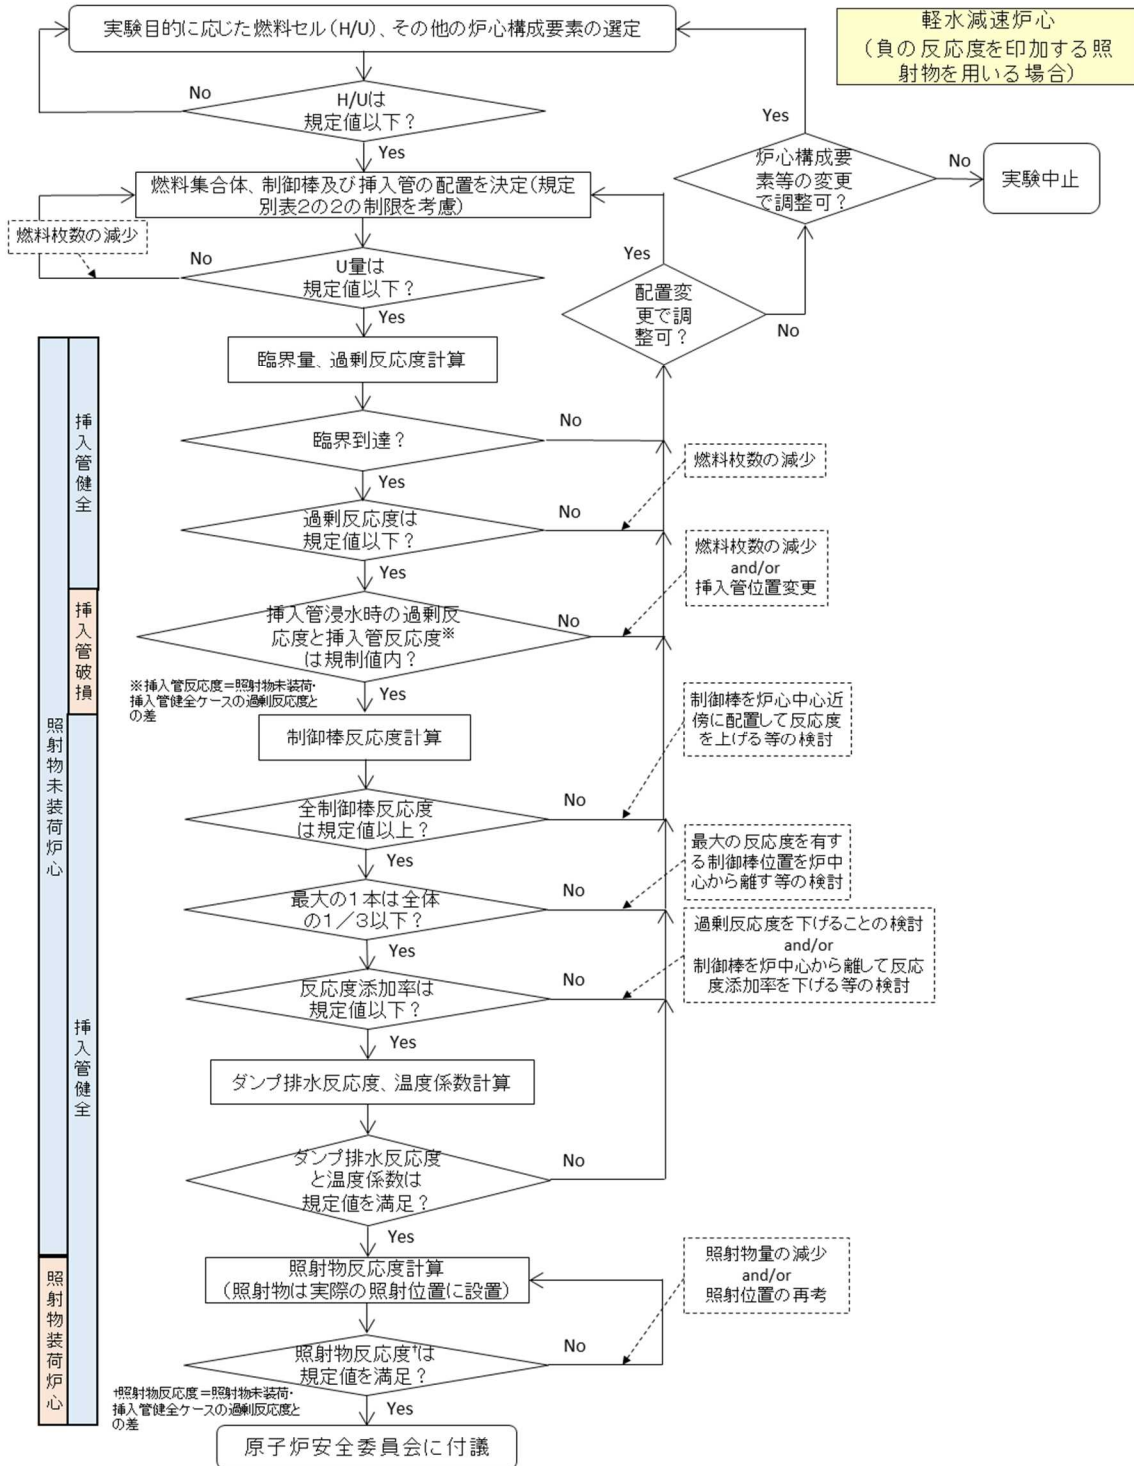 実験目的に応じた燃料セル（H/U）、その他の炉心構成要素の選定
軽水減速炉心
（負の反応度を印加する照
射物を用いる場合）
No
H/Uは
規定値以下？
Yes
Yes
炉心構成要
素等の変更
で調整可？
No
実験中止
燃料集合体、制御棒及び挿入管の配置を決定（規定
別表2の2の制限を考慮）
燃料枚数の減少
No
U量は
規定値以下？
Yes
Yes
配置変
更で調
整可？
No
臨界量、過剰反応度計算
臨界到達？
No
Yes
燃料枚数の減少
過剰反応度は
規定値以下？
No
Yes
燃料枚数の減少
and/or
挿入管位置変更
挿入管浸水時の過剰反
応度と挿入管反応度※
は規制値内？
No
Yes
※挿入管反応度＝照射物未装荷・
挿入管健全ケースの過剰反応度と
の差
制御棒反応度計算
制御棒を炉心中心近
傍に配置して反応度
を上げる等の検討
全制御棒反応度
は規定値以上？
No
Yes
最大の反応度を有す
る制御棒位置を炉中
心から離す等の検討
最大の1本は全体
の1／3以下？
No
Yes
過剰反応度を下げることの検討
and/or
制御棒を炉中心から離して反応
度添加率を下げる等の検討
反応度添加率は
規定値以下？
No
Yes
ダンプ排水反応度、温度係数計算
ダンプ排水反応度
と温度係数は
規定値を満足？
No
Yes
照射物反応度計算
（照射物は実際の照射位置に設置）
照射物量の減少
and/or
照射位置の再考
照射物反応度†は
規定値を満足？
No
Yes
†照射物反応度＝照射物未装荷・
挿入管健全ケースの過剰反応度と
の差
原子炉安全委員会に付議
照射物未装荷炉心
照射物装荷炉心
挿入管健全
挿入管破損
挿入管健全